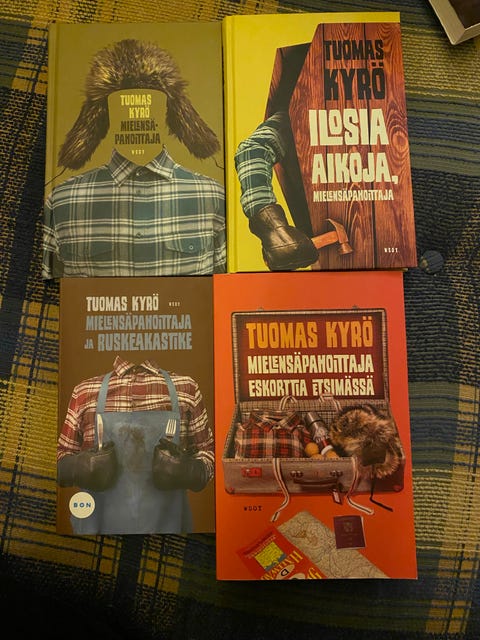 TUOMAS
KYRÖ
MIELENSÄ-
PAHOITTAJA
WSOY
TUOMAS
KYRÖ
ILOSIA
AIKOJA,
MIELENSÄPAHOITTAJA
WSOY
TUOMAS KYRÖ WSOY
MIELENSÄPAHOITTAJA
JA RUSKEAKASTIKE
BON
TUOMAS KYRÖ
MIELENSÄPAHOITTAJA
ESKORTTIA ETSIMÄSSÄ
WSOY